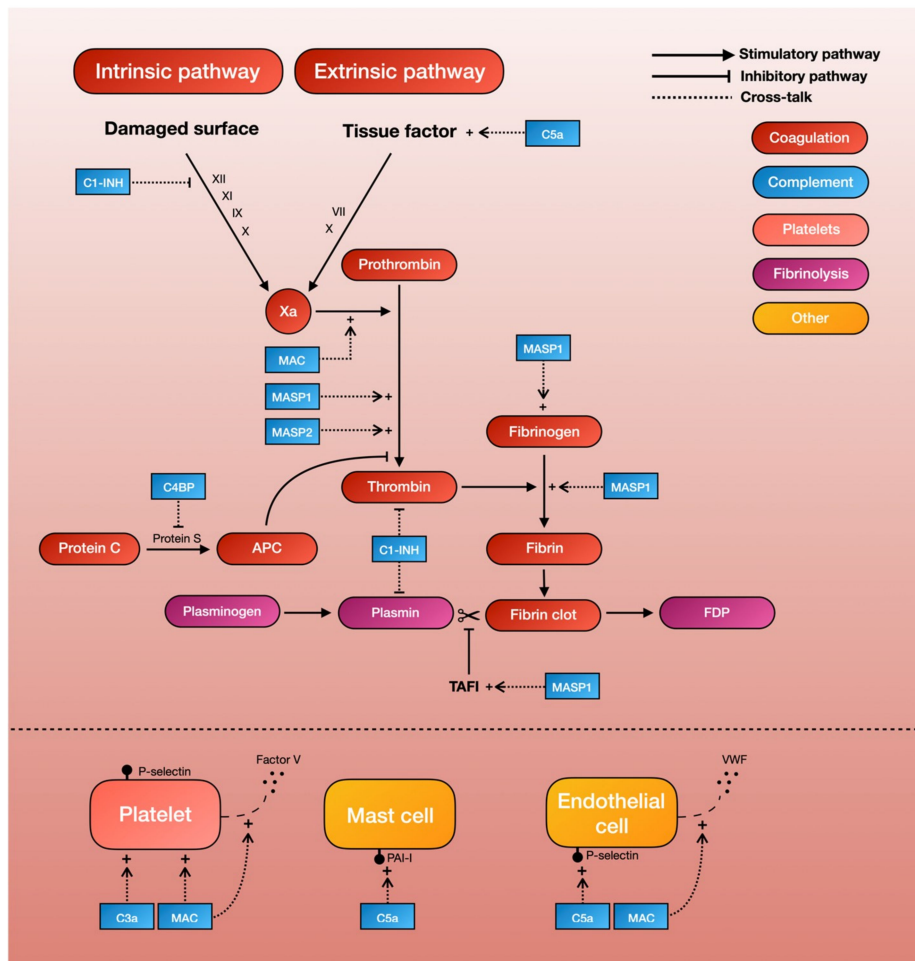 Intrinsic pathway
Extrinsic pathway
Stimulatory pathway
Inhibitory pathway
Cross-talk
Damaged surface
Tissue factor +
C5a
Coagulation
Complement
Platelets
Fibrinolysis
Other
C1-INH
XII
XI
IX
X
VII
X
Prothrombin
Xa
+
MAC
MASP1
+
MASP2
+
MASP1
+
Fibrinogen
+
MASP1
Thrombin
C4BP
Protein C
Protein S
APC
C1-INH
Fibrin
Plasminogen
Plasmin
Fibrin clot
FDP
TAFI +
MASP1
P-selectin
Factor V
Platelet
+
+
+
C3a
MAC
Mast cell
PAI-I
+
C5a
VWF
Endothelial
cell
+
P-selectin
+
C5a
MAC